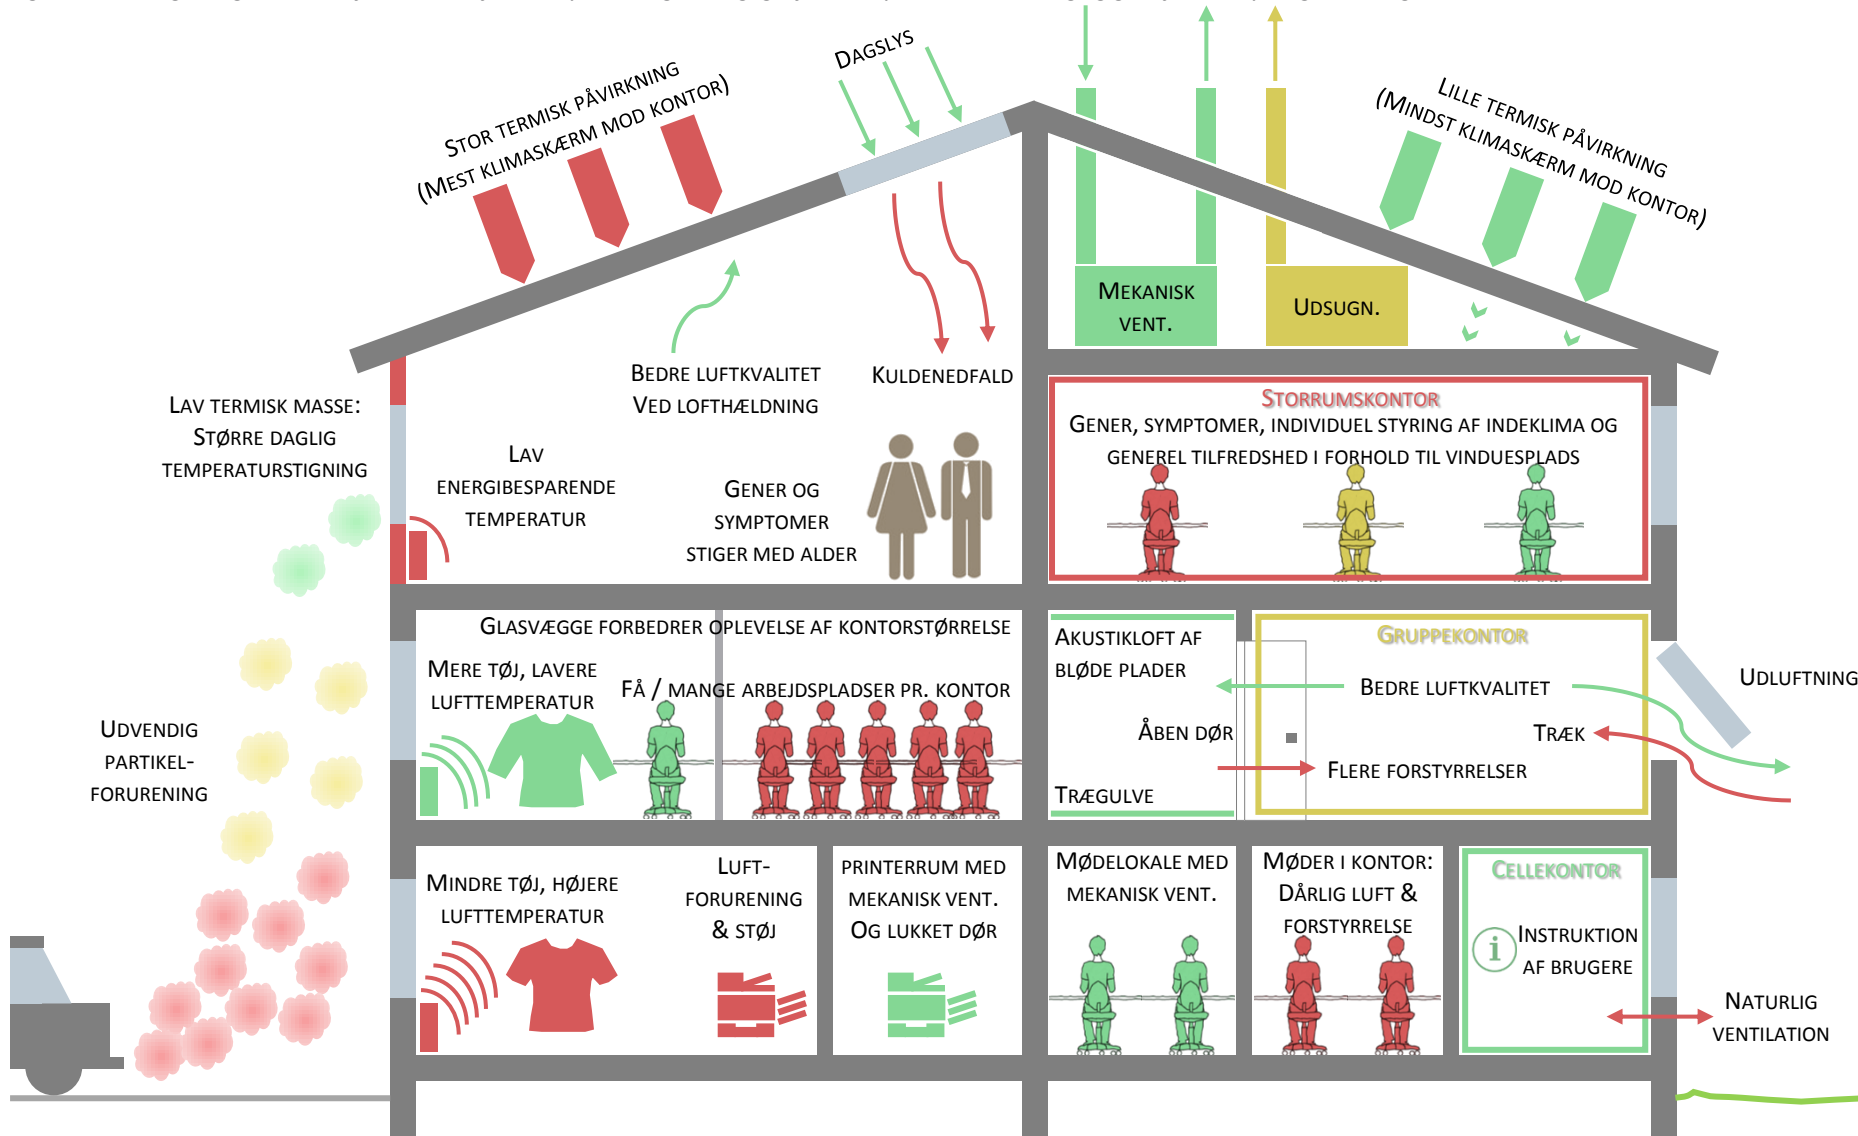 Dagslys
Stor termisk påvirkning
(Mest klimaskærm mod kontor)
Lille termisk påvirkning
(Mindst klimaskærm mod kontor)
Mekanisk
vent.
Udsugn.
Bedre luftkvalitet
Ved lofthældning
Kuldenedfald
Lav termisk masse:
Større daglig
temperaturstigning
Lav
energibesparende
temperatur
Gener og
symptomer
stiger med alder
Storrumskontor
Gener, symptomer, individuel styring af indeklima og
generel tilfredshed i forhold til vinduesplads
Glasvægge forbedrer oplevelse af kontorstørrelse
Mere tøj, lavere
lufttemperatur
Få / mange arbejdspladser pr. kontor
Akustikloft af
bløde plader
Åben dør
Trægulve
Gruppekontor
Bedre luftkvalitet
Træk
Flere forstyrrelser
Udluftning
Udvendig
partikel-
forurening
Mindre tøj, højere
lufttemperatur
Luft-
forurening
& støj
printerrum med
mekanisk vent.
Og lukket dør
Mødelokale med
mekanisk vent.
Møder i kontor:
Dårlig luft &
forstyrrelse
Cellekontor
i
Instruktion
af brugere
Naturlig
ventilation